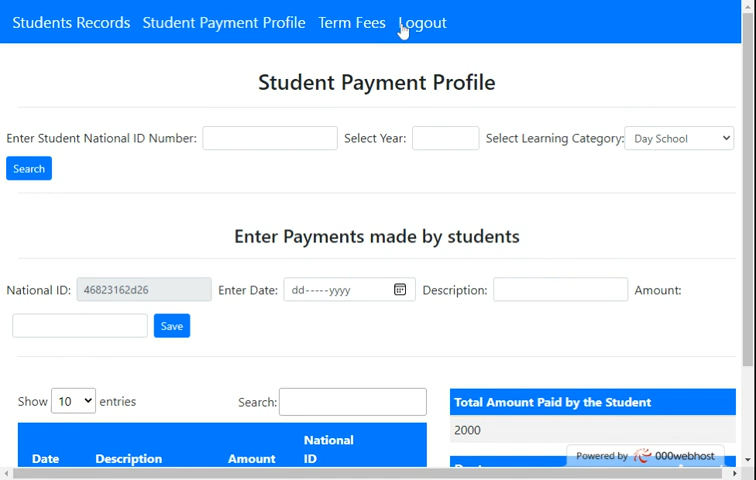 Students Records Student Payment Profile Term Fees Logout
Student Payment Profile
Enter Student National ID Number: Select Year: Select Learning Category: Day School
Search
Enter Payments made by students
National ID: 46823162d26 Enter Date: dd-----yyyy Description: Amount:
Save
Show 10 entries Search:
Total Amount Paid by the Student
2000
National
Date Description Amount ID
Powered by 000webhost